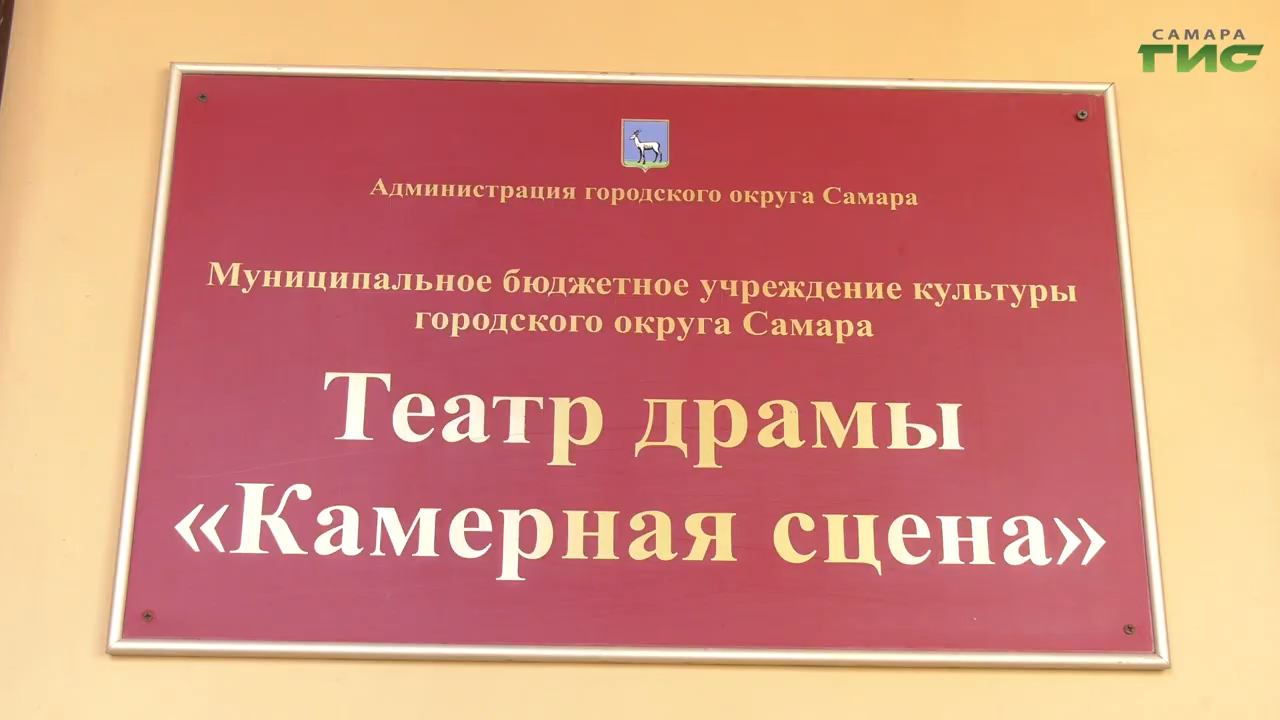 САМАРА
ГИС
Администрация городского округа Самара
Муниципальное бюджетное учреждение культуры
городского округа Самара
Театр драмы
«Камерная сцена»